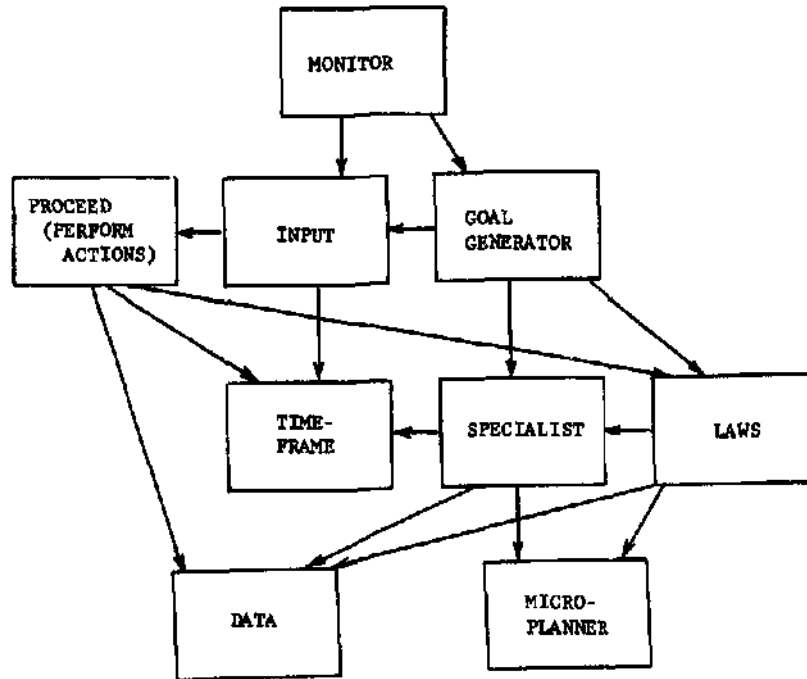 MONITOR
PROCEED
(PERFORM
ACTIONS)
INPUT
GOAL
GENERATOR
TIME-
FRAME
SPECIALIST
LAWS
DATA
MICRO-
PLANNER